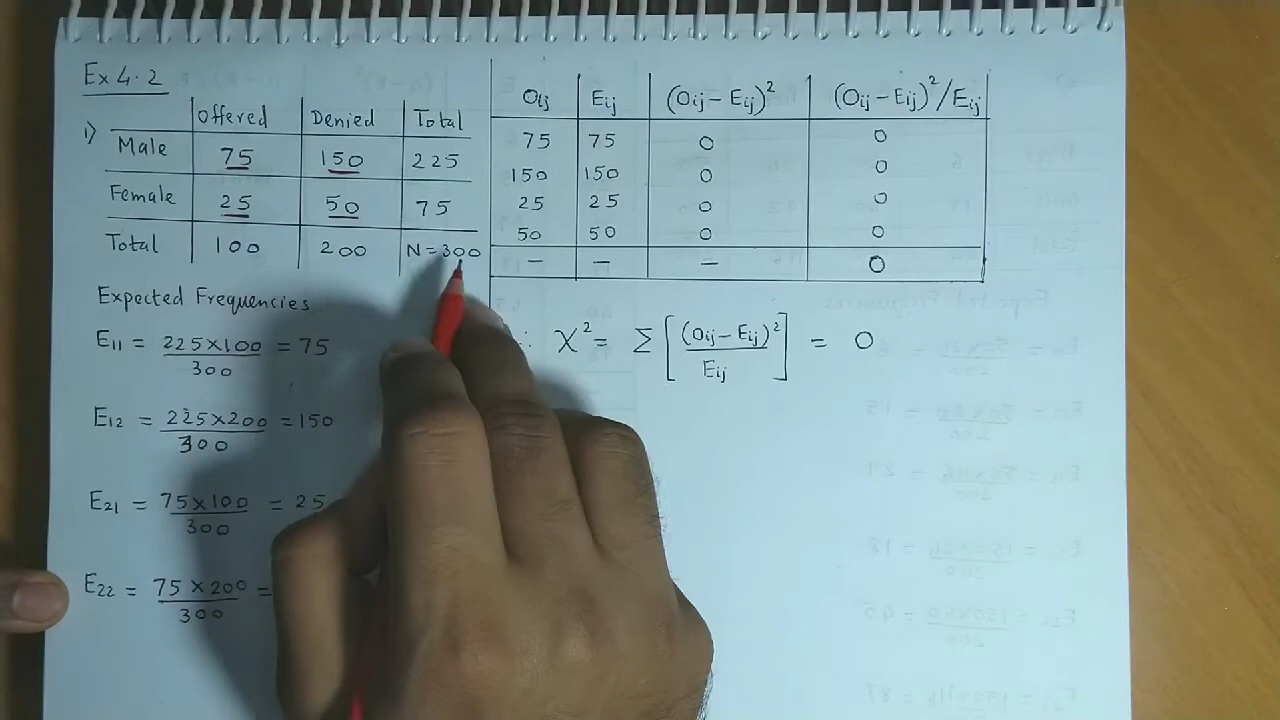 Ex 4.2
1)
Offered Denied Total
Male 75 150 225
Female 25 50 75
Total 100 200 N = 300
Expected Frequencies
E11 = 225×100/300 = 75
E12 = 225×200/300 = 150
E21 = 75×100/300 = 25
E22 = 75×200/300 =
Oij Eij (Oij − Eij)² (Oij − Eij)²/Eij
75 75 0 0
150 150 0 0
25 25 0 0
50 50 0 0
– – – 0
χ² = Σ[(Oij − Eij)²/Eij] = 0